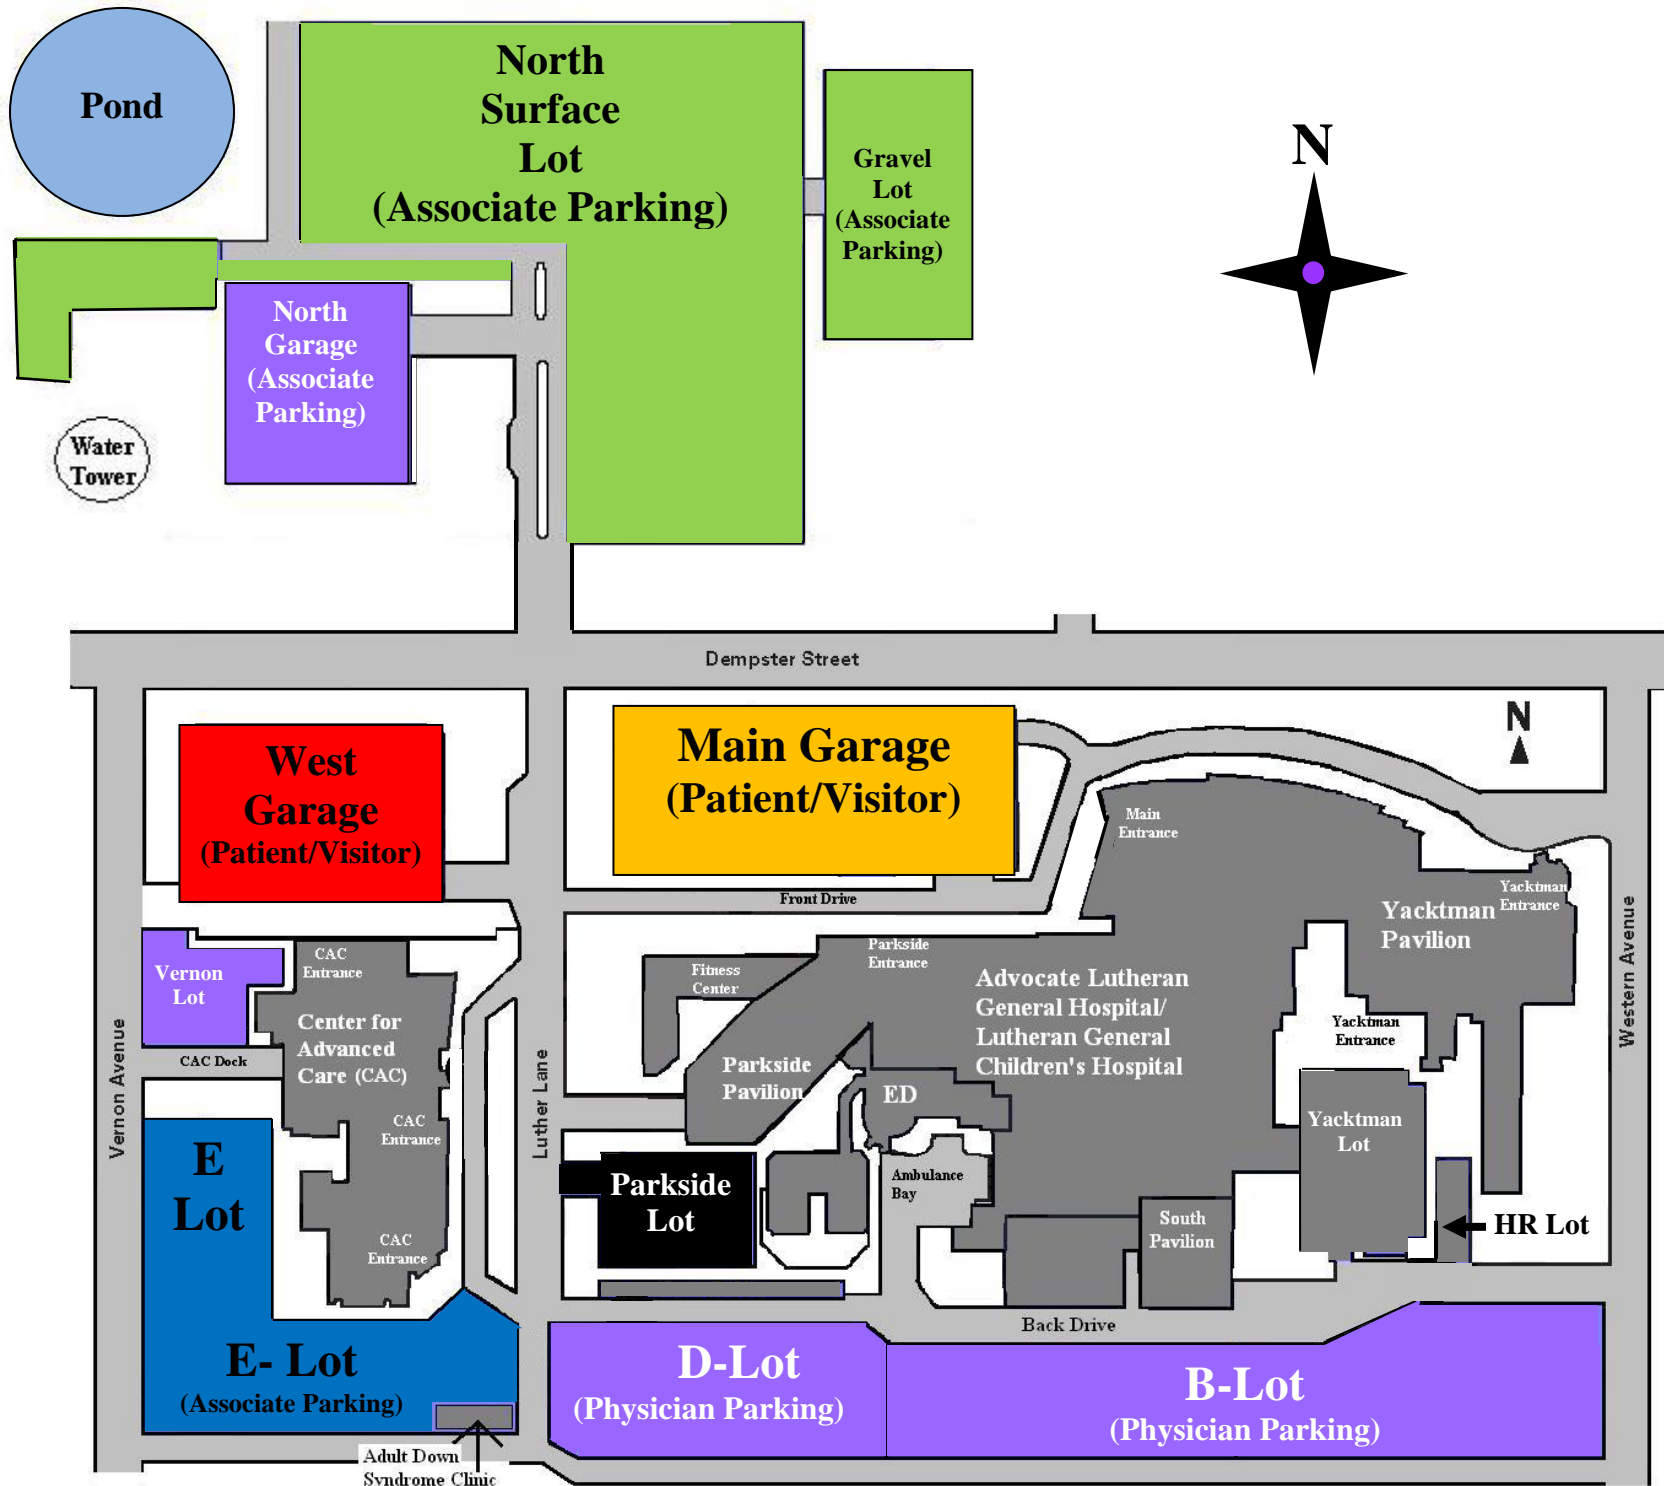 Pond
North
Surface
Lot
(Associate Parking)
Gravel
Lot
(Associate
Parking)
N
North
Garage
(Associate
Parking)
Water
Tower
Dempster Street
West
Garage
(Patient/Visitor)
Main Garage
(Patient/Visitor)
N
Main
Entrance
Front Drive
Yacktman
Entrance
Yacktman
Pavilion
Western Avenue
Vernon
Lot
CAC
Entrance
Fitness
Center
Parkside
Entrance
Advocate Lutheran
General Hospital/
Lutheran General
Children's Hospital
Yacktman
Entrance
Center for
Advanced
Care (CAC)
CAC Dock
Vernon Avenue
Luther Lane
Parkside
Pavilion
ED
CAC
Entrance
Yacktman
Lot
E
Lot
Parkside
Lot
Ambulance
Bay
South
Pavilion
HR Lot
CAC
Entrance
Back Drive
E- Lot
(Associate Parking)
D-Lot
(Physician Parking)
B-Lot
(Physician Parking)
Adult Down
Syndrome Clinic